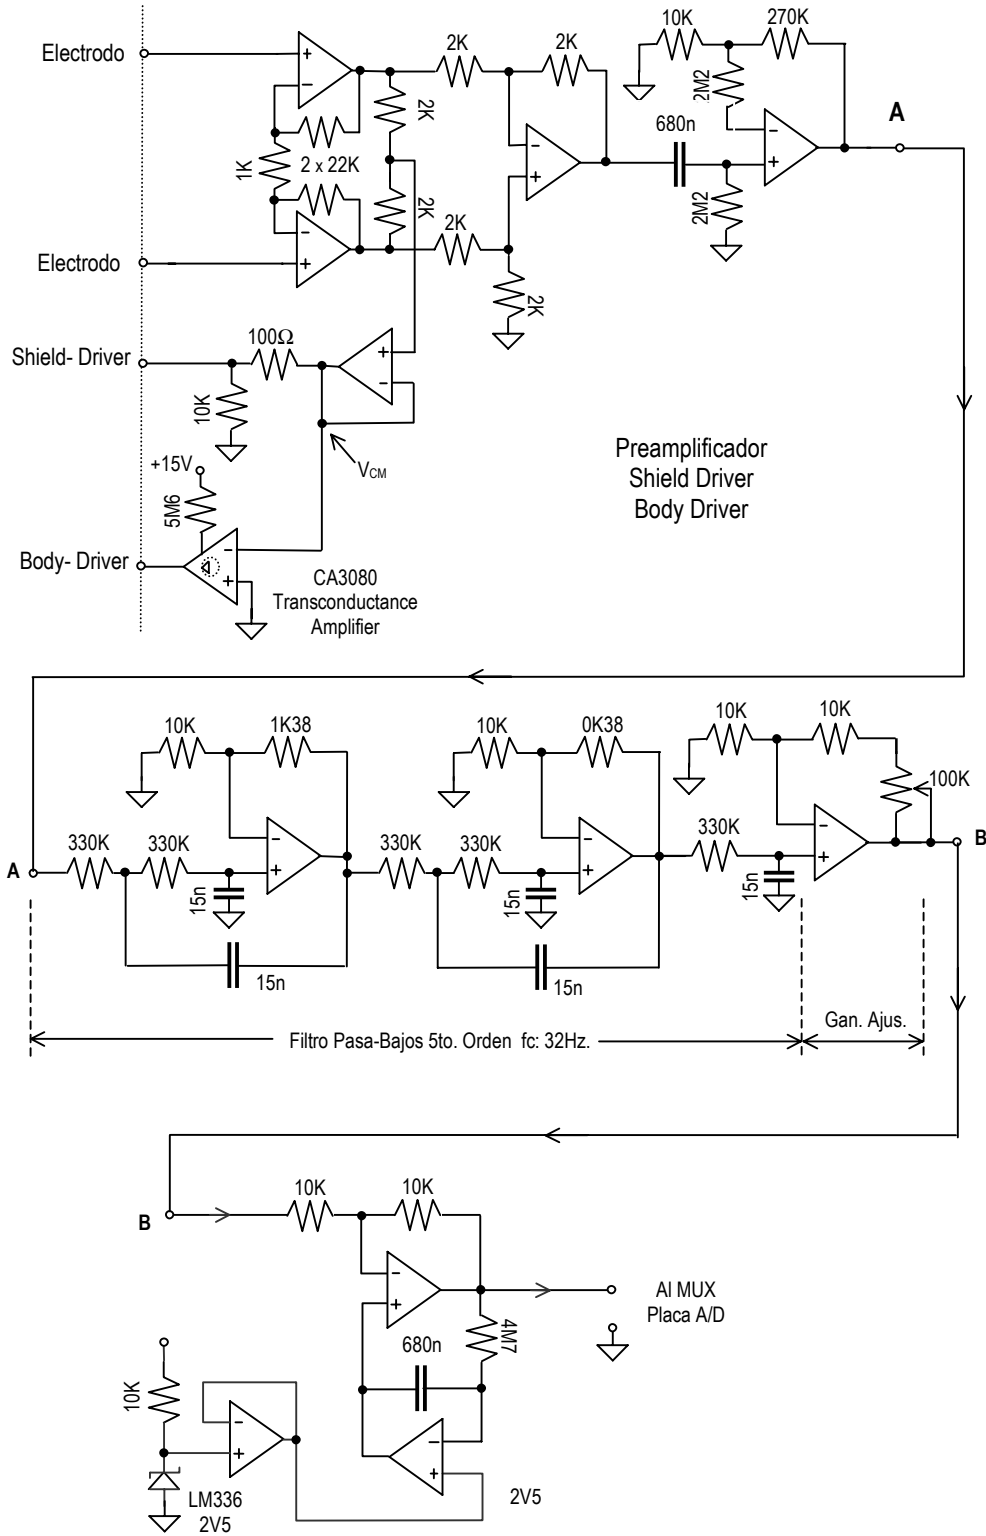 10K
270K
Electrodo
2K
2K
2M2
A
2K
680n
1K
2 x 22K
2K
2K
2M2
Electrodo
2K
100Ω
Shield- Driver
10K
Preamplificador
Shield Driver
Body Driver
+15V
VCM
5M6
Body- Driver
CA3080
Transconductance
Amplifier
10K
1K38
10K
0K38
10K
10K
100K
330K
330K
330K
330K
330K
A
B
15n
15n
15n
15n
15n
Gan. Ajus.
Filtro Pasa-Bajos 5to. Orden fc: 32Hz.
10K
10K
B
Al MUX
Placa A/D
4M7
680n
10K
LM336
2V5
2V5